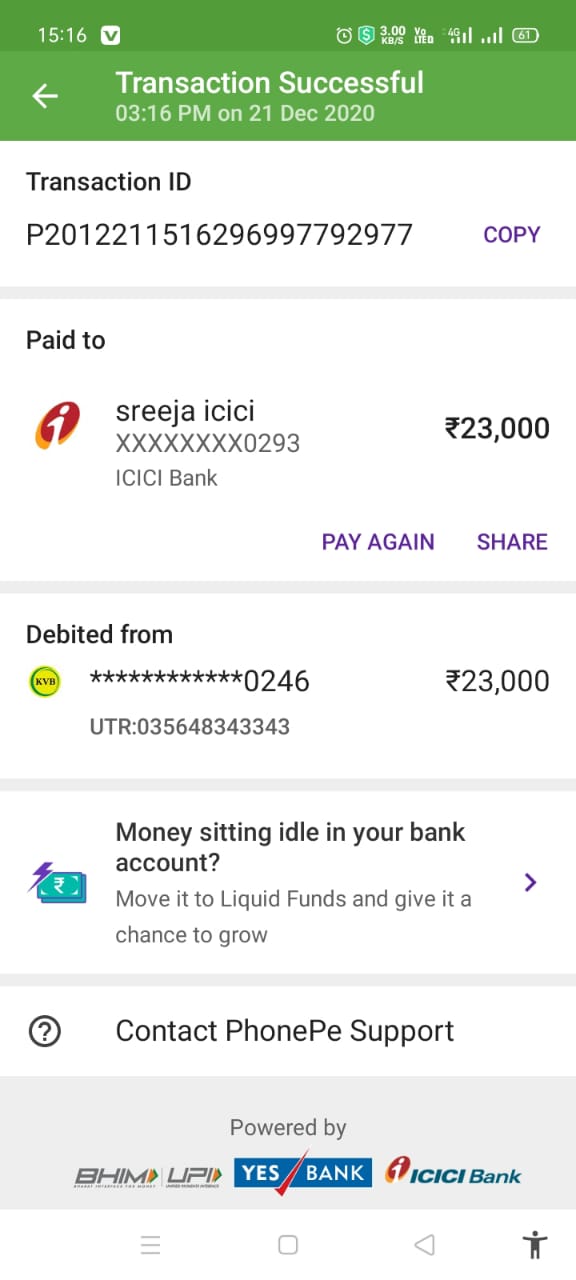 15:16
3.00 KB/S
4G
61
Transaction Successful
03:16 PM on 21 Dec 2020
Transaction ID
P2012211516296997792977
COPY
Paid to
sreeja icici
₹23,000
XXXXXXXX0293
ICICI Bank
PAY AGAIN
SHARE
Debited from
KVB
************0246
₹23,000
UTR:035648343343
Money sitting idle in your bank
account?
Move it to Liquid Funds and give it a
chance to grow
Contact PhonePe Support
Powered by
BHIM UPI YES BANK ICICI Bank